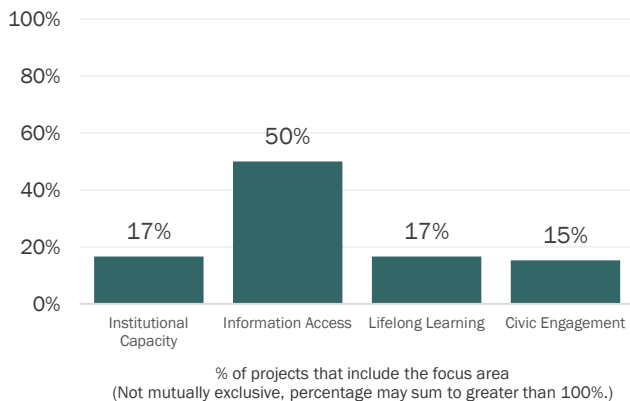 100%
80%
60%
40%
20%
0%
17%
50%
17%
15%
Institutional
Capacity
Information Access
Lifelong Learning
Civic Engagement
% of projects that include the focus area
(Not mutually exclusive, percentage may sum to greater than 100%.)